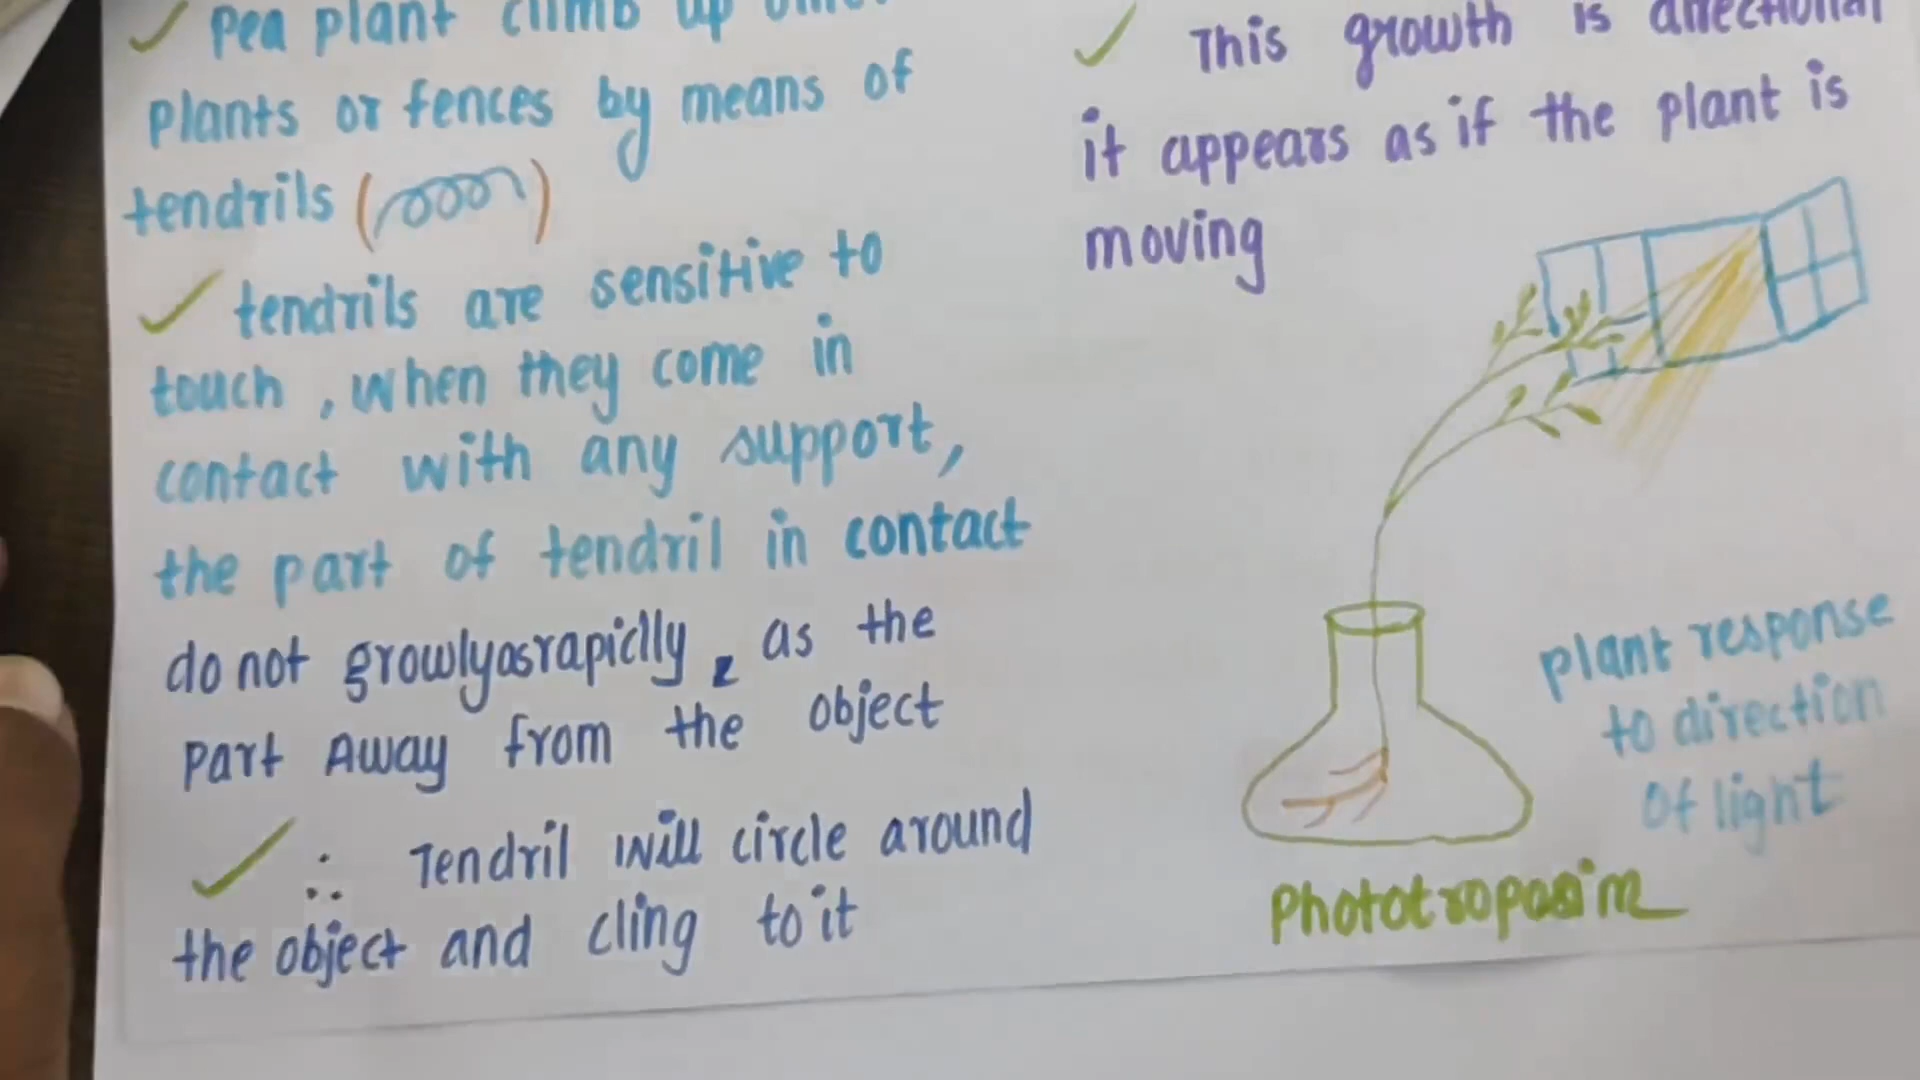 Pea plant climb up
plants or fences by means of
tendrils ( )
tendrils are sensitive to
touch , when they come in
contact with any support,
the part of tendril in contact
do not growlyasrapidlly , as the
part Away from the object
∴ Tendril will circle around
the object and cling to it
This growth is directional
it appears as if the plant is
moving
plant response
to direction
of light
Phototropasim